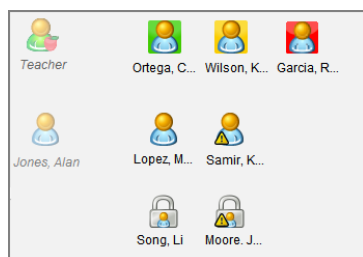 Teacher
Ortega, C... Wilson, K... Garcia, R...
Jones, Alan
Lopez, M... Samir, K...
Song, Li Moore. J...